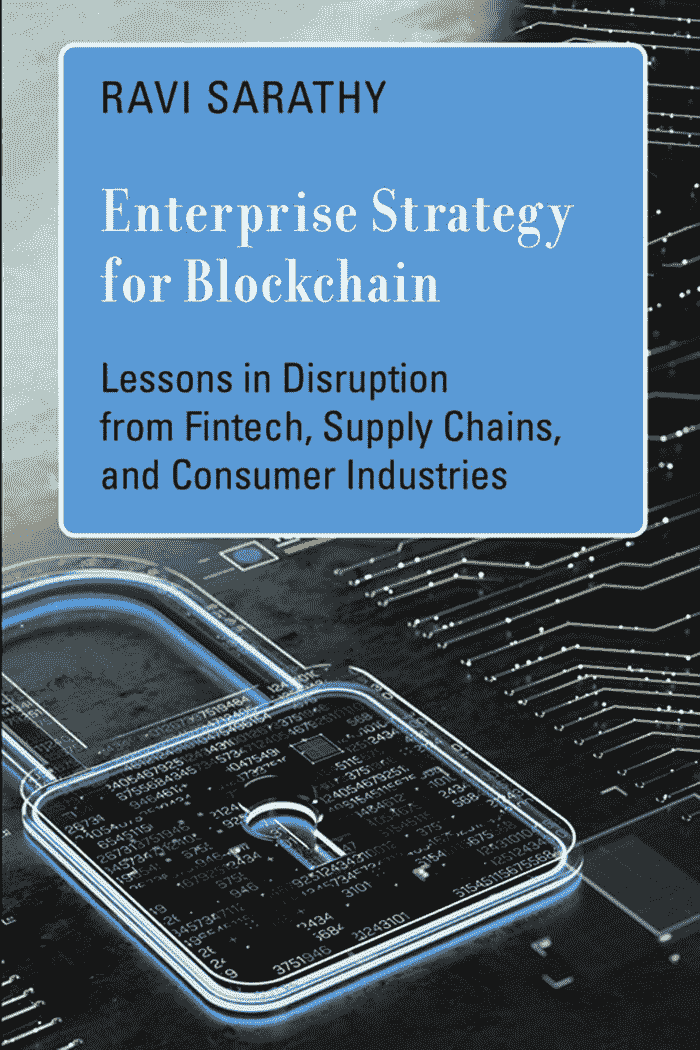 RAVI SARATHY
Enterprise Strategy
for Blockchain
Lessons in Disruption
from Fintech, Supply Chains,
and Consumer Industries